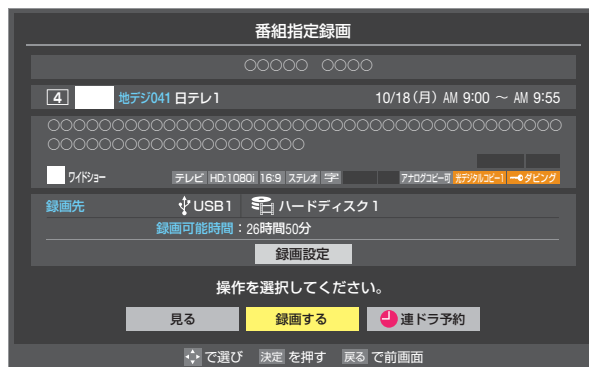 番組指定録画
○○○○○ ○○○○
4 地デジ041 日テレ1 10/18(月) AM 9:00 ～ AM 9:55
○○○○○○○○○○○○○○○○○○○○○○○○○○○○○○○○○○○○○○○○
○○○○○○○○○○○○○○○○○○○○
ワイドショー テレビ HD:1080i 16:9 ステレオ 字 アナログコピー可 光デジタルコピー1 ダビング
録画先 USB1 ハードディスク1
録画可能時間：26時間50分
録画設定
操作を選択してください。
見る 録画する 連ドラ予約
で選び 決定 を押す 戻る で前画面